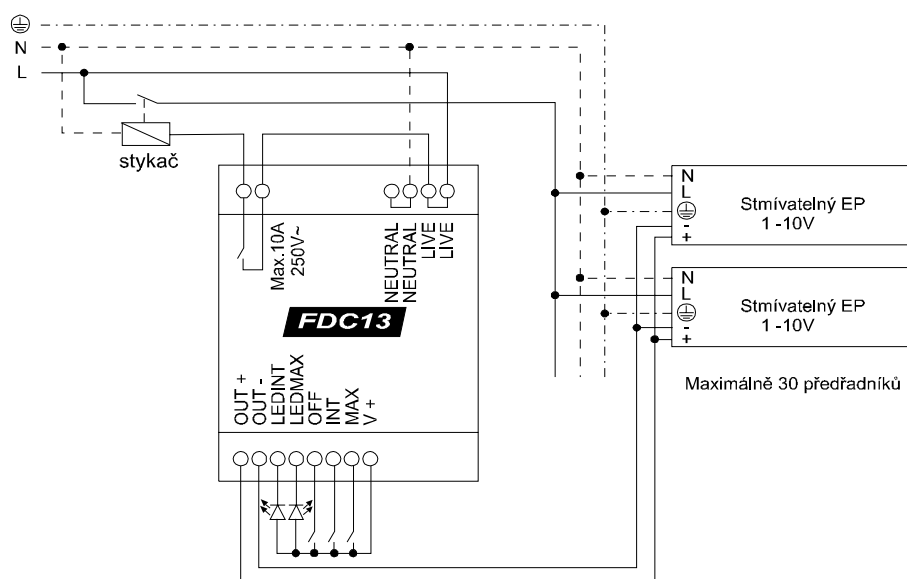 N
L
stykač
Max.10A
250V~
NEUTRAL
NEUTRAL
LIVE
LIVE
FDC13
OUT +
OUT -
LEDINT
LEDMAX
OFF
INT
MAX
V +
N
L
-
+
Stmívatelný EP
1 -10V
N
L
-
+
Stmívatelný EP
1 -10V
Maximálně 30 předřadníků